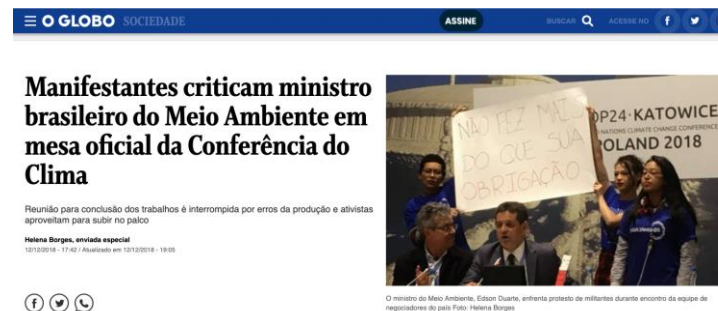 O GLOBO SOCIEDADE
ASSINE
BUSCAR
ACESSE NO
Manifestantes criticam ministro
brasileiro do Meio Ambiente em
mesa oficial da Conferência do
Clima
Reunião para conclusão dos trabalhos é interrompida por erros da produção e ativistas
aproveitam para subir no palco
Helena Borges, enviada especial
12/12/2018 - 17:42 / Atualizado em 12/12/2018 - 19:05
NÃO FEZ MAIS
DO QUE SUA
OBRIGAÇÃO
OP24·KATOWICE
NATIONS CLIMATE CHANGE CONFERENCE
POLAND 2018
O ministro do Meio Ambiente, Edson Duarte, enfrenta protesto de militantes durante encontro da equipe de
negociadores do país Foto: Helena Borges